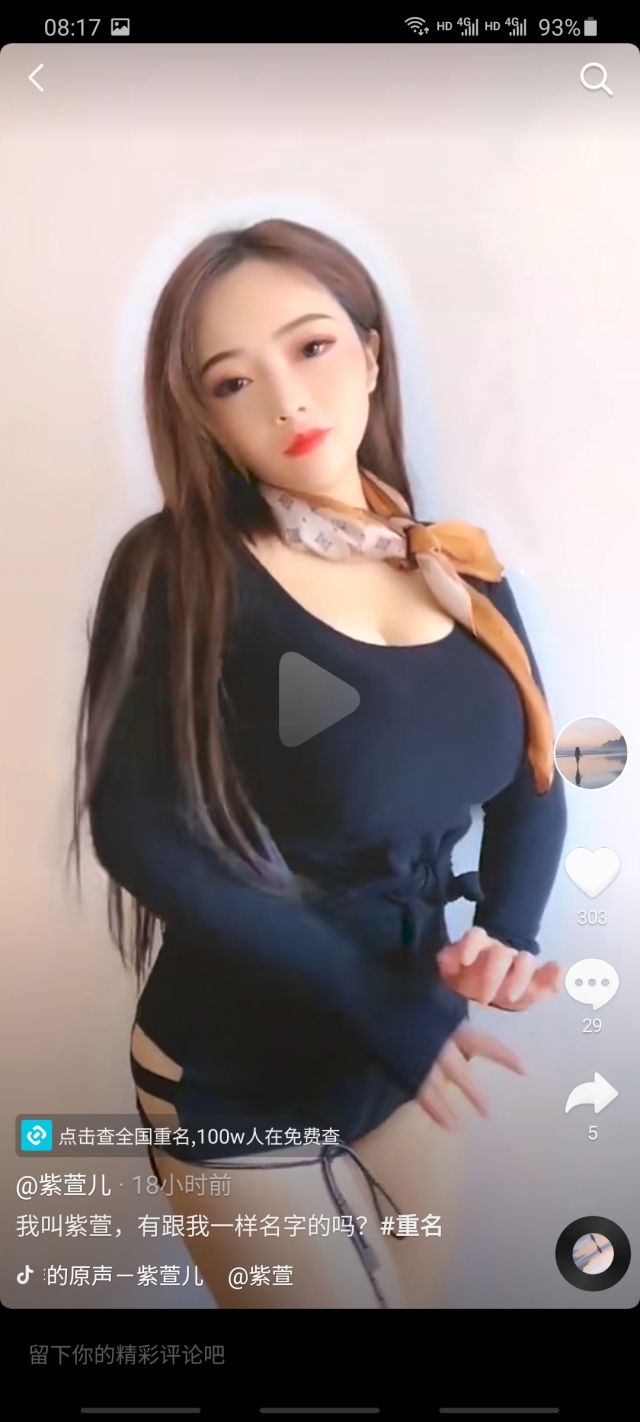 08:17
HD 4G HD 4G 93%
303
29
5
点击查全国重名,100w人在免费查
@紫萱儿 · 18小时前
我叫紫萱，有跟我一样名字的吗？#重名
的原声－紫萱儿 @紫萱
留下你的精彩评论吧